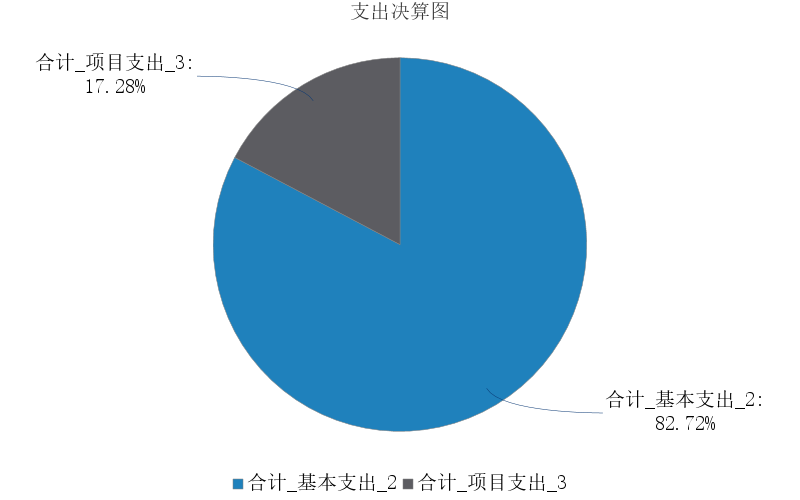 支出决算图
合计_项目支出_3:
17.28%
合计_基本支出_2:
82.72%
合计_基本支出_2 合计_项目支出_3